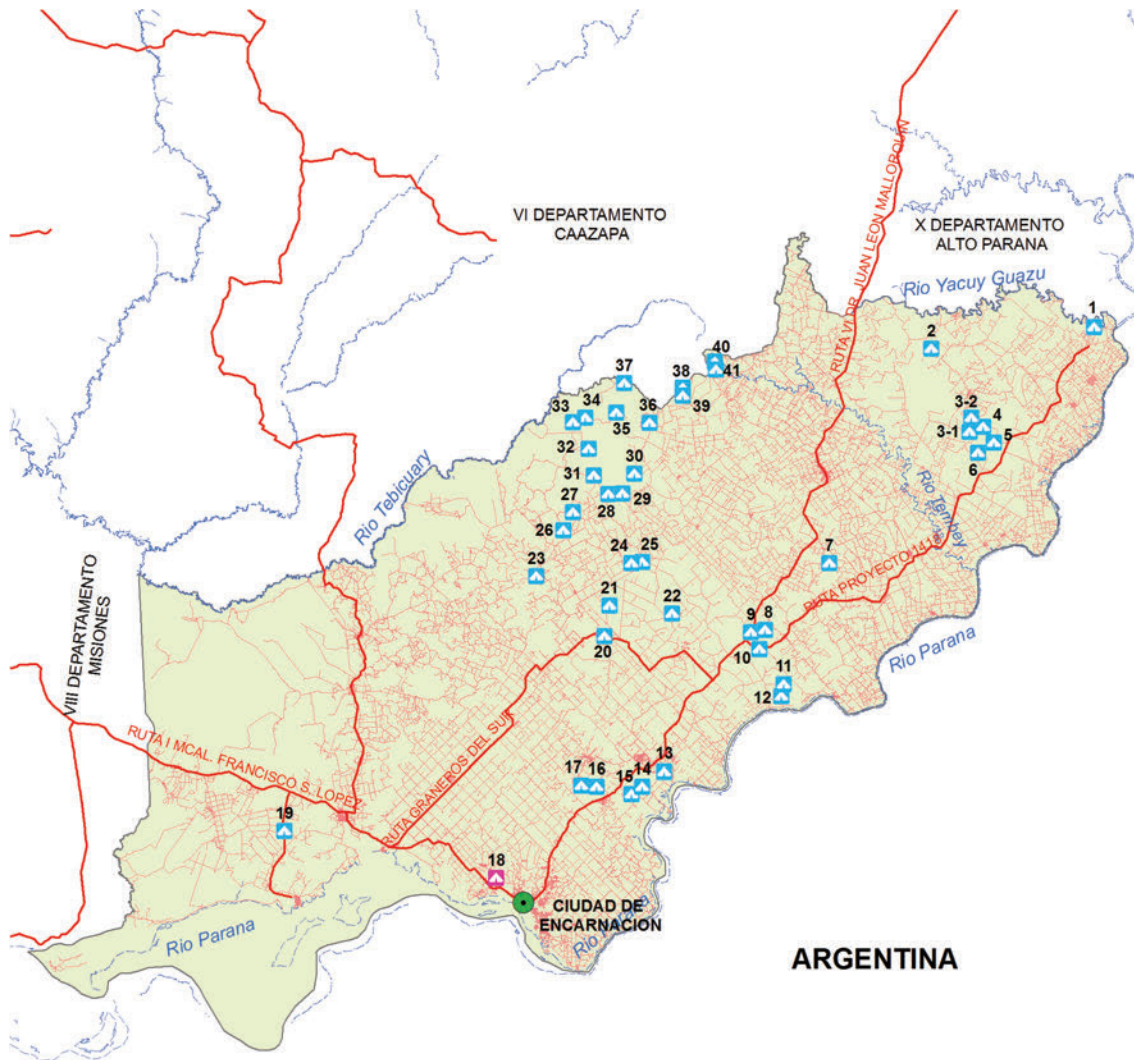 VI DEPARTAMENTO
CAAZAPA
X DEPARTAMENTO
ALTO PARANA
RUTA VI DR. JUAN LEON MALLORQUIN
Rio Yacuy Guazu
1
2
40
41
37
38
39
3-2
4
3-1
5
6
33
34
35
36
32
31
30
Rio Tebicuary
27
28
29
26
Rio Tembey
23
24
25
7
RUTA PROYECTO 1418
21
22
20
9
8
10
VIII DEPARTAMENTO
MISIONES
Rio Parana
11
12
RUTA I MCAL. FRANCISCO S. LOPEZ
RUTA GRANEROS DEL SUR
17
16
15
14
13
19
18
CIUDAD DE
ENCARNACION
Rio Parana
Rio Parana
ARGENTINA